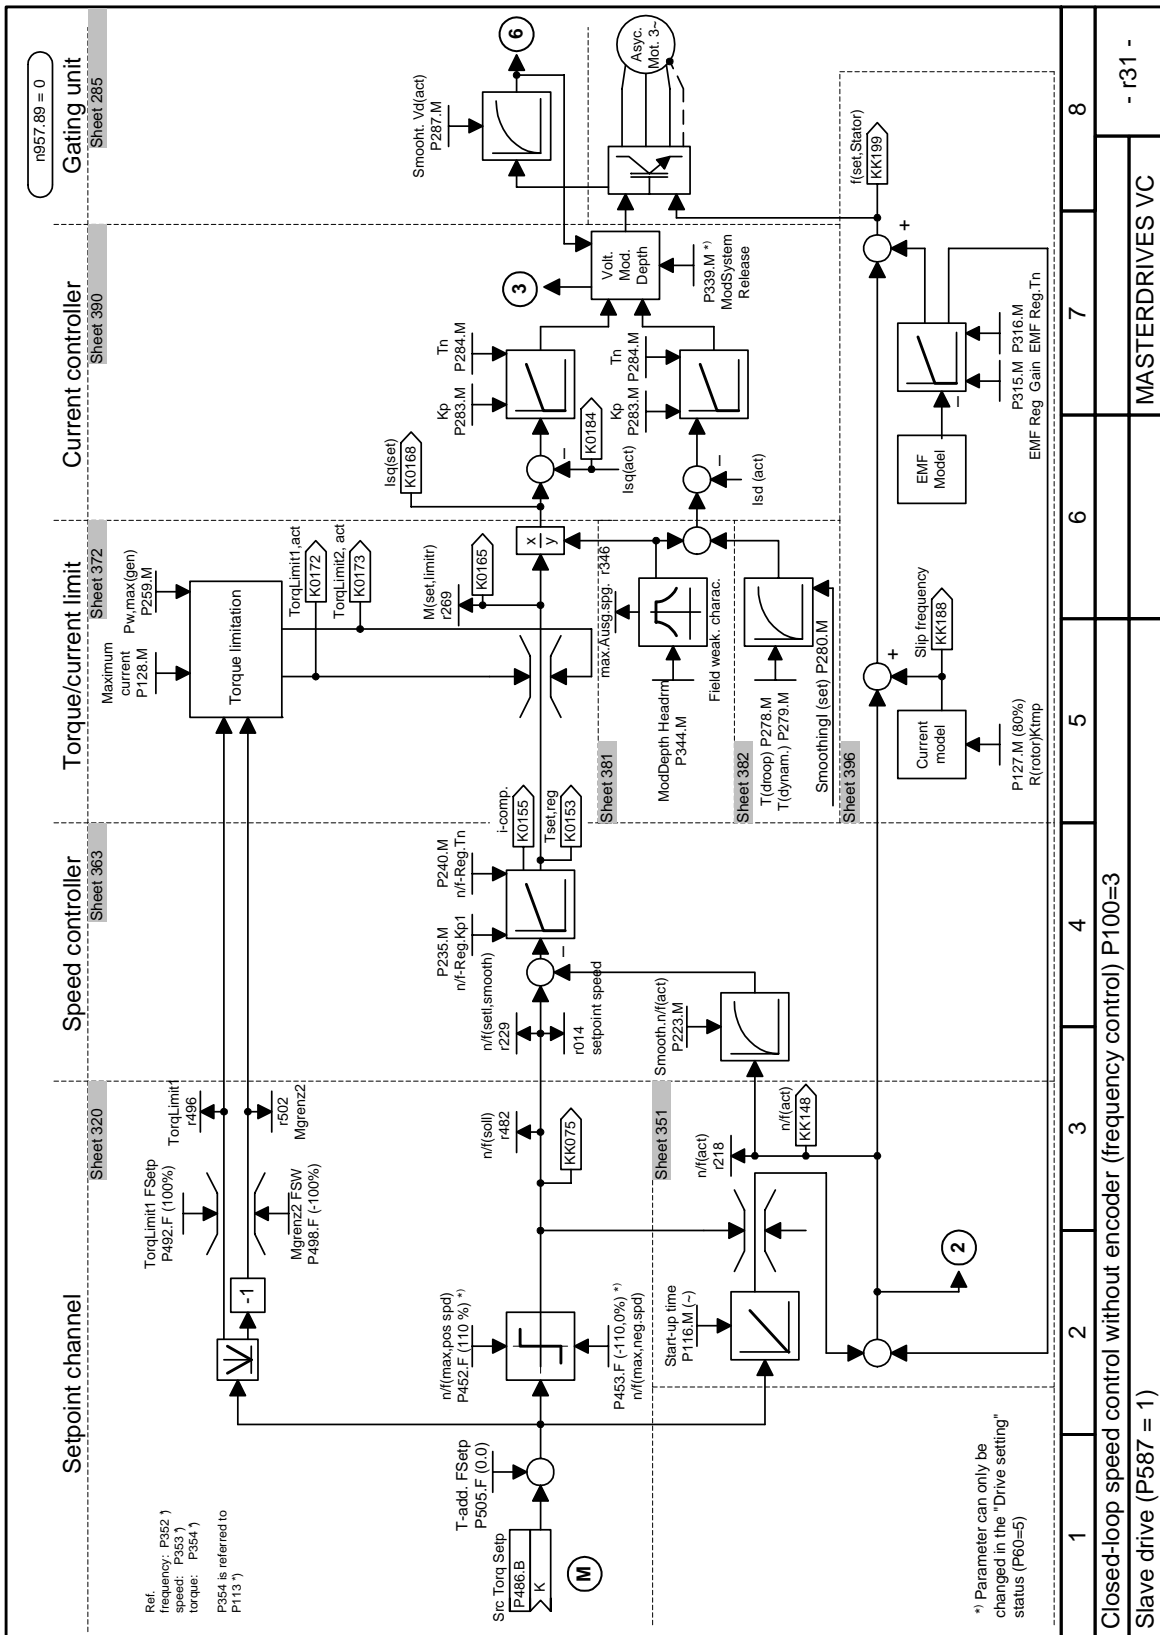 n957.89 = 0
Setpoint channel
Speed controller
Torque/current limit
Current controller
Gating unit
Sheet 320
Sheet 363
Sheet 372
Sheet 390
Sheet 285
Ref.
frequency: P352 *)
speed: P353 *)
torque: P354 *)
P354 is referred to
P113 *)
TorqLimit1 FSetp
P492.F (100%)
TorqLimit1
r496
-1
Mgrenz2 FSW
P498.F (-100%)
r502
Mgrenz2
Maximum
current
P128.M
Pw,max(gen)
P259.M
Torque limitation
TorqLimit1,act
K0172
TorqLimit2, act
K0173
Smooht. Vd(act)
P287.M
6
Asyc.
Mot. 3~
Src Torq Setp
P486.B
K
M
T-add. FSetp
P505.F (0.0)
n/f(max,pos spd)
P452.F (110 %) *)
P453.F (-110,0%) *)
n/f(max,neg.spd)
n/f(soll)
r482
KK075
n/f(setl,smooth)
r229
r014
setpoint speed
P235.M
n/f-Reg.Kp1
P240.M
n/f-Reg.Tn
–
i-comp.
K0155
Tset,reg
K0153
M(set,limitr)
r269
K0165
x
y
Isq(set)
K0168
Isq(act)
K0184
–
Kp
P283.M
Tn
P284.M
3
Volt.
Mod.
Depth
P339.M *)
ModSystem
Release
Kp
P283.M
Tn
P284.M
Isd (act)
–
Sheet 381
ModDepth Headrm
P344.M
max.Ausg.spg. r346
Field weak. charac.
Sheet 382
T(droop) P278.M
T(dynam.) P279.M
SmoothingI (set) P280.M
Sheet 351
Start-up time
P116.M (~)
n/f(act)
r218
n/f(act)
KK148
Smooth.n/f(act)
P223.M
2
Sheet 396
Current
model
P127.M (80%)
R(rotor)Ktmp
Slip frequency
KK188
+
EMF
Model
–
P315.M
EMF Reg Gain
P316.M
EMF Reg.Tn
+
f(set,Stator)
KK199
*) Parameter can only be
changed in the "Drive setting"
status (P60=5)
1 2 3 4 5 6 7 8
Closed-loop speed control without encoder (frequency control) P100=3
- r31 -
Slave drive (P587 = 1)
MASTERDRIVES VC